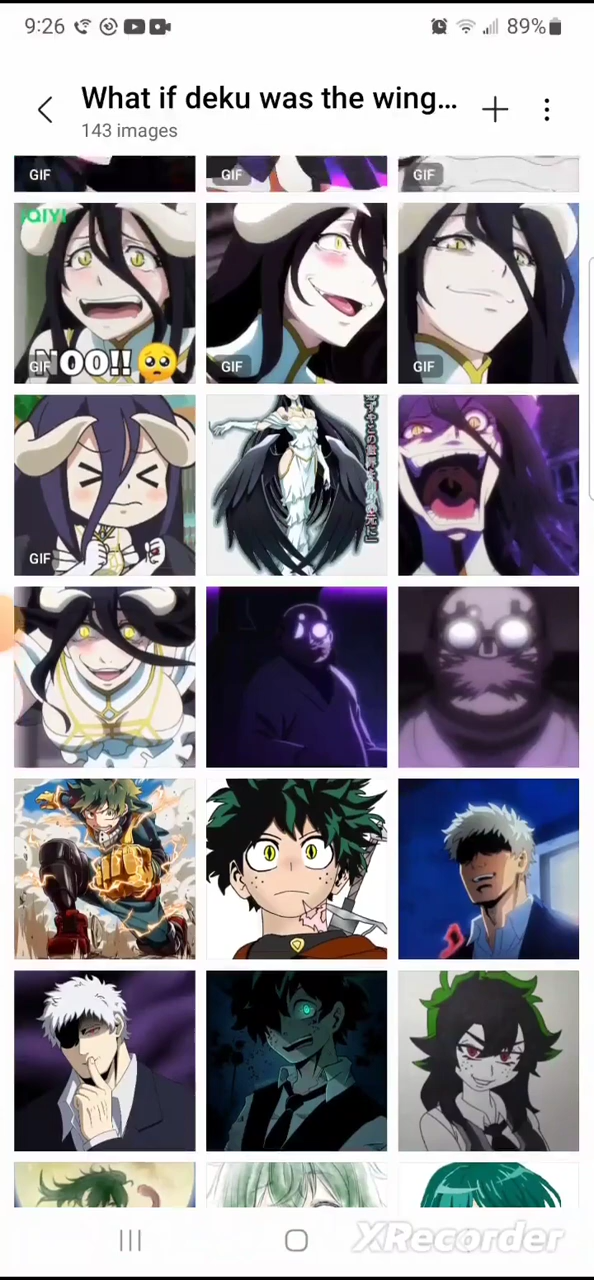 9:26
89%
What if deku was the wing...
143 images
GIF
GIF
GIF
iQIYI
NOO!!
GIF
GIF
GIF
GIF
XRecorder